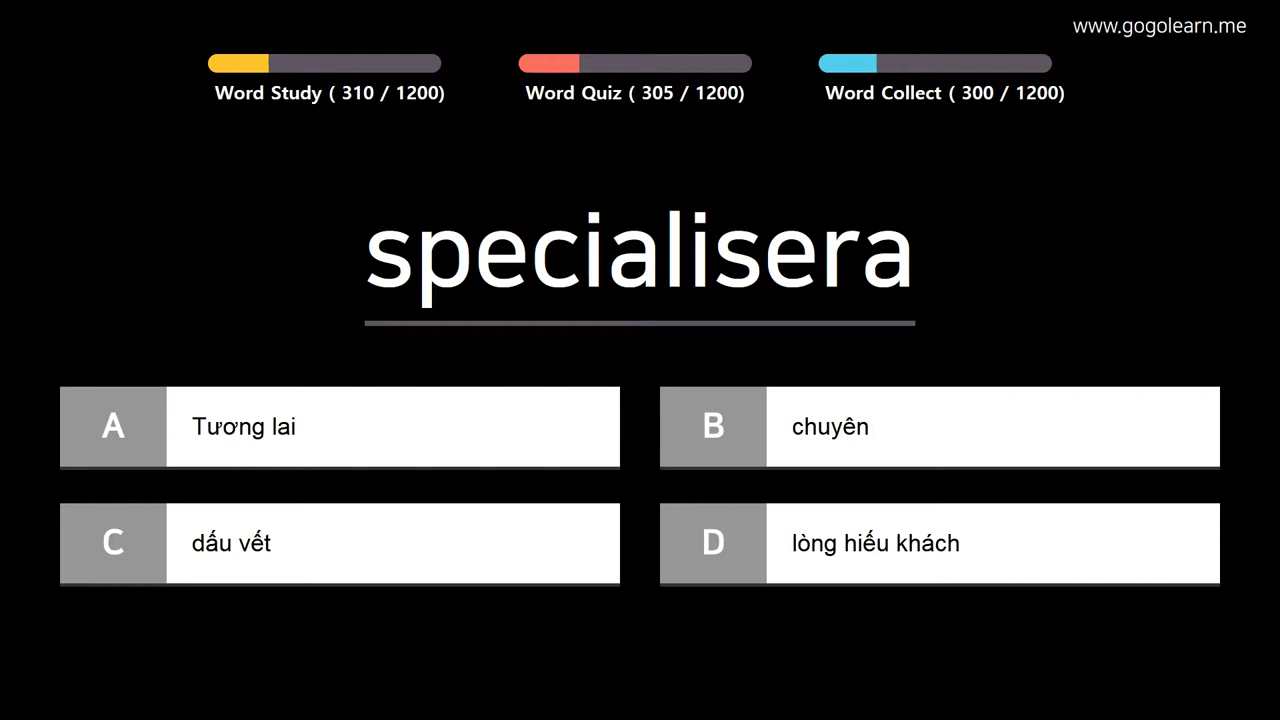 www.gogolearn.me
Word Study ( 310 / 1200)
Word Quiz ( 305 / 1200)
Word Collect ( 300 / 1200)
specialisera
A Tương lai
B chuyên
C dấu vết
D lòng hiếu khách